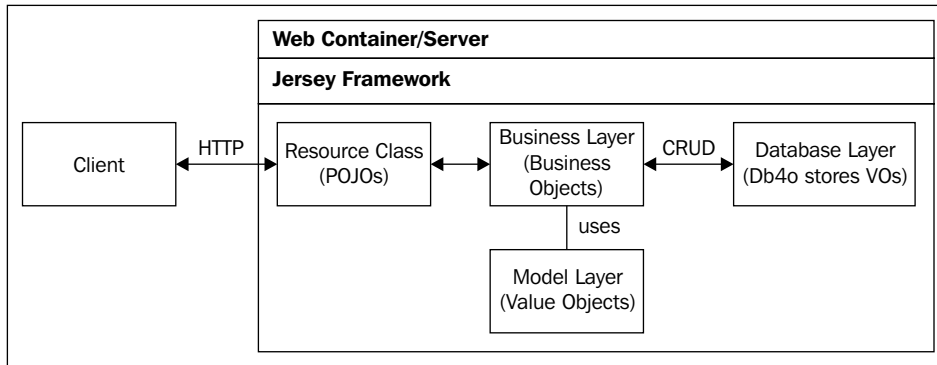 Web Container/Server
Jersey Framework
Client
HTTP
Resource Class
(POJOs)
Business Layer
(Business
Objects)
CRUD
Database Layer
(Db4o stores VOs)
uses
Model Layer
(Value Objects)